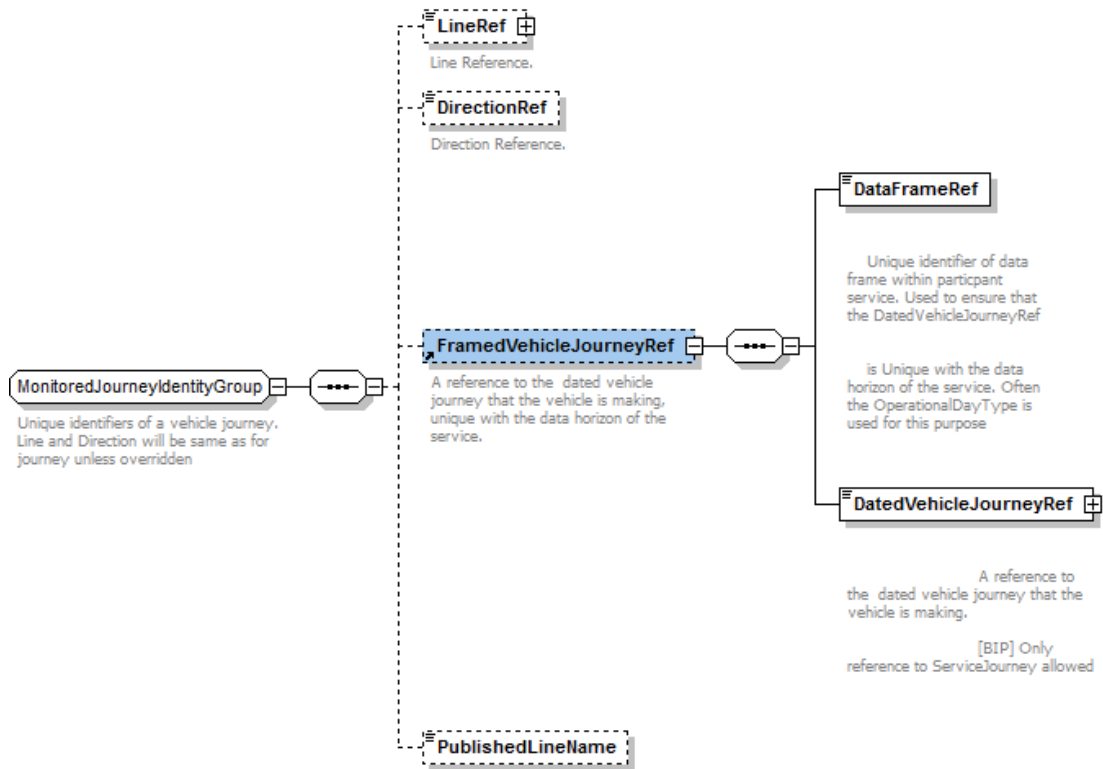 LineRef
Line Reference.
DirectionRef
Direction Reference.
DataFrameRef
Unique identifier of data
frame within particpant
service. Used to ensure that
the DatedVehicleJourneyRef
is Unique with the data
horizon of the service. Often
the OperationalDayType is
used for this purpose
FramedVehicleJourneyRef
A reference to the dated vehicle
journey that the vehicle is making,
unique with the data horizon of the
service.
MonitoredJourneyIdentityGroup
Unique identifiers of a vehicle journey.
Line and Direction will be same as for
journey unless overridden
DatedVehicleJourneyRef
A reference to
the dated vehicle journey that the
vehicle is making.
[BIP] Only
reference to ServiceJourney allowed
PublishedLineName